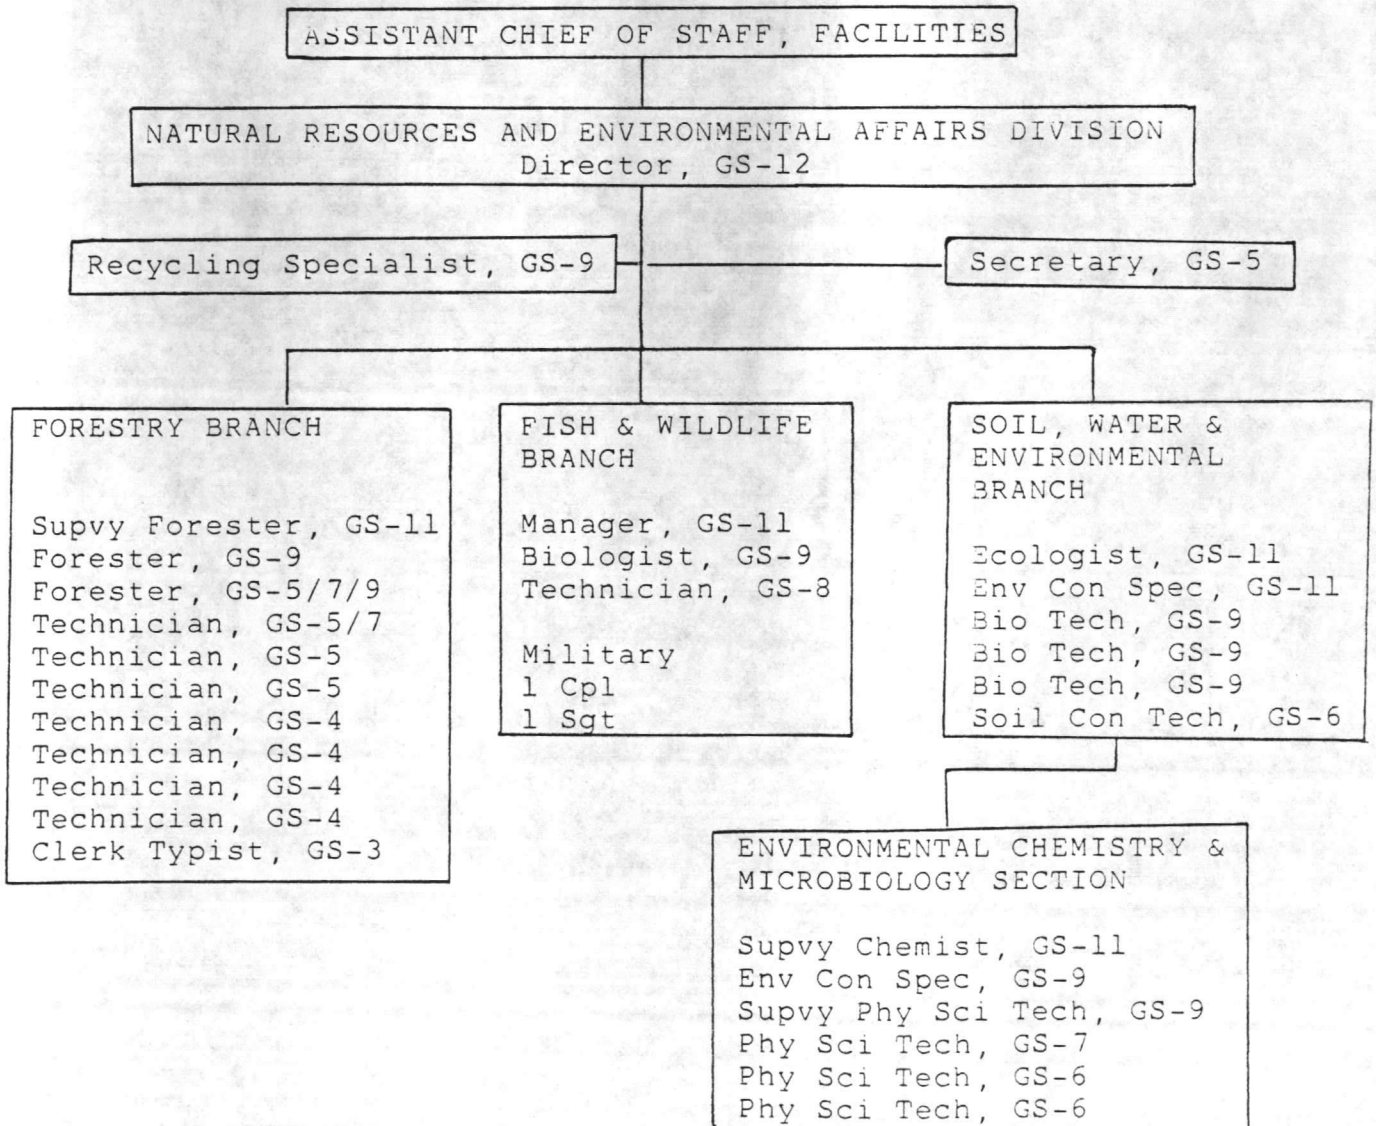 ASSISTANT CHIEF OF STAFF, FACILITIES
NATURAL RESOURCES AND ENVIRONMENTAL AFFAIRS DIVISION
Director, GS-12
Recycling Specialist, GS-9
Secretary, GS-5
FORESTRY BRANCH
Supvy Forester, GS-11
Forester, GS-9
Forester, GS-5/7/9
Technician, GS-5/7
Technician, GS-5
Technician, GS-5
Technician, GS-4
Technician, GS-4
Technician, GS-4
Technician, GS-4
Clerk Typist, GS-3
FISH & WILDLIFE
BRANCH
Manager, GS-11
Biologist, GS-9
Technician, GS-8
Military
1 Cpl
1 Sgt
SOIL, WATER &
ENVIRONMENTAL
BRANCH
Ecologist, GS-11
Env Con Spec, GS-11
Bio Tech, GS-9
Bio Tech, GS-9
Bio Tech, GS-9
Soil Con Tech, GS-6
ENVIRONMENTAL CHEMISTRY &
MICROBIOLOGY SECTION
Supvy Chemist, GS-11
Env Con Spec, GS-9
Supvy Phy Sci Tech, GS-9
Phy Sci Tech, GS-7
Phy Sci Tech, GS-6
Phy Sci Tech, GS-6